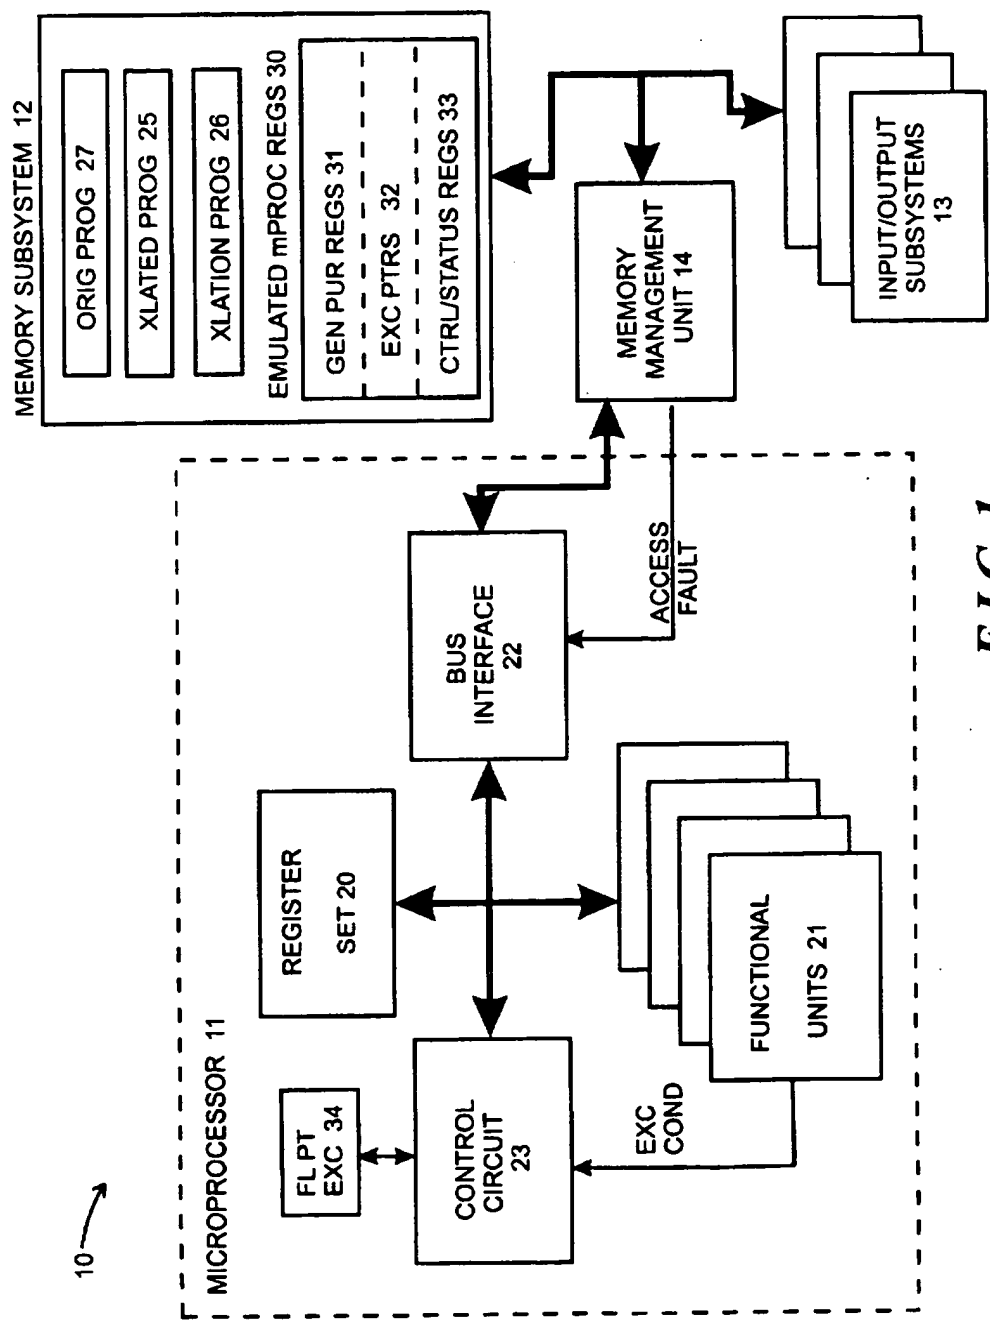 10
MICROPROCESSOR 11
FL PT
EXC 34
CONTROL
CIRCUIT
23
EXC
COND
REGISTER
SET 20
FUNCTIONAL
UNITS 21
BUS
INTERFACE
22
ACCESS
FAULT
MEMORY SUBSYSTEM 12
ORIG PROG 27
XLATED PROG 25
XLATION PROG 26
EMULATED mPROC REGS 30
GEN PUR REGS 31
EXC PTRS 32
CTRL/STATUS REGS 33
MEMORY
MANAGEMENT
UNIT 14
INPUT/OUTPUT
SUBSYSTEMS
13